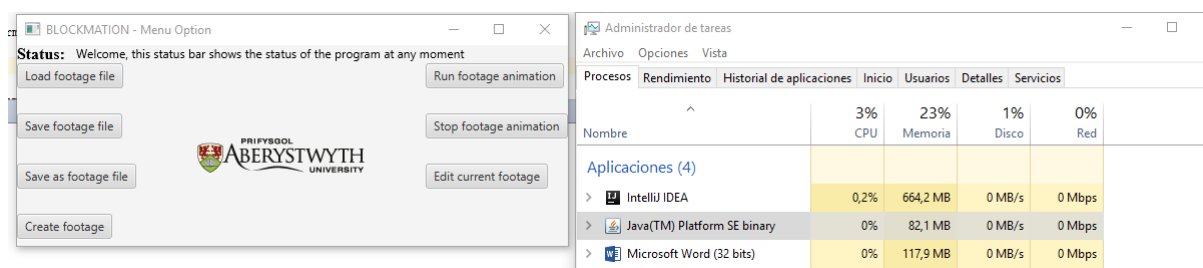 BLOCKMATION - Menu Option
Status: Welcome, this status bar shows the status of the program at any moment
Load footage file
Run footage animation
Save footage file
Stop footage animation
PRIFYSGOL
ABERYSTWYTH
UNIVERSITY
Save as footage file
Edit current footage
Create footage
Administrador de tareas
Archivo Opciones Vista
Procesos Rendimiento Historial de aplicaciones Inicio Usuarios Detalles Servicios
3% 23% 1% 0%
Nombre CPU Memoria Disco Red
Aplicaciones (4)
IntelliJ IDEA 0,2% 664,2 MB 0 MB/s 0 Mbps
Java(TM) Platform SE binary 0% 82,1 MB 0 MB/s 0 Mbps
Microsoft Word (32 bits) 0% 117,9 MB 0 MB/s 0 Mbps